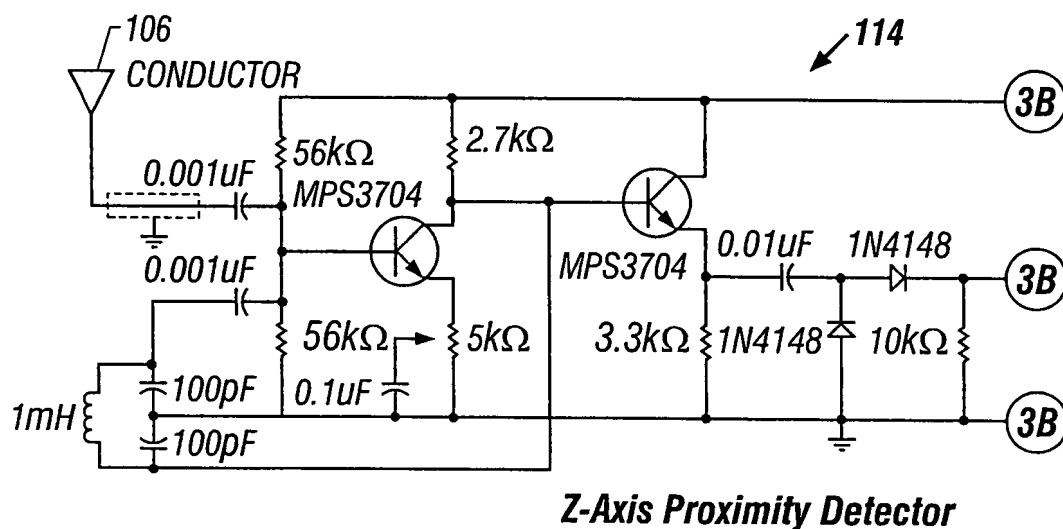 106
114
CONDUCTOR
3B
56kΩ
2.7kΩ
0.001uF
MPS3704
0.01uF
1N4148
0.001uF
MPS3704
3B
56kΩ
5kΩ
3.3kΩ
1N4148
10kΩ
100pF
0.1uF
1mH
3B
100pF
Z-Axis Proximity Detector